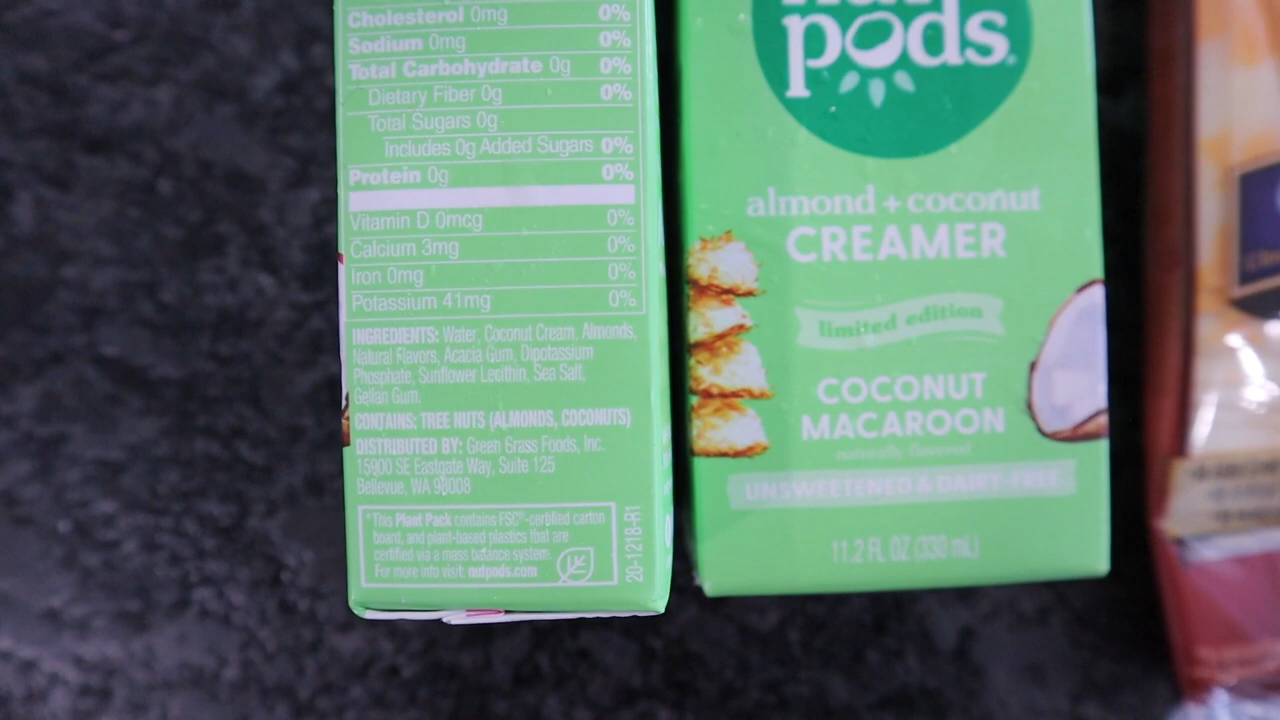 Cholesterol 0mg 0%
Sodium 0mg 0%
Total Carbohydrate 0g 0%
Dietary Fiber 0g 0%
Total Sugars 0g
Includes 0g Added Sugars 0%
Protein 0g 0%
Vitamin D 0mcg 0%
Calcium 3mg 0%
Iron 0mg 0%
Potassium 41mg 0%
INGREDIENTS: Water, Coconut Cream, Almonds,
Natural Flavors, Acacia Gum, Dipotassium
Phosphate, Sunflower Lecithin, Sea Salt,
Gellan Gum.
CONTAINS: TREE NUTS (ALMONDS, COCONUTS)
DISTRIBUTED BY: Green Grass Foods, Inc.
15900 SE Eastgate Way, Suite 125
Bellevue, WA 98008
*This Plant Pack contains FSC®-certified carton
board, and plant-based plastics that are
certified via a mass balance system.
For more info visit: nutpods.com
20-1218-R1
pods
almond + coconut
CREAMER
limited edition
COCONUT
MACAROON
naturally flavored
UNSWEETENED & DAIRY-FREE
11.2 FL OZ (330 mL)